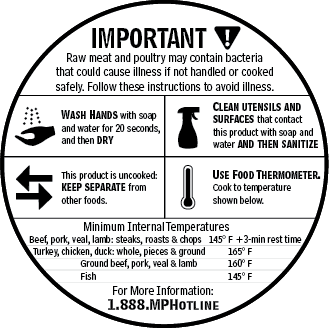 IMPORTANT
Raw meat and poultry may contain bacteria
that could cause illness if not handled or cooked
safely. Follow these instructions to avoid illness.
WASH HANDS with soap
and water for 20 seconds,
and then DRY
CLEAN UTENSILS AND
SURFACES that contact
this product with soap and
water AND THEN SANITIZE
This product is uncooked:
KEEP SEPARATE from
other foods.
USE FOOD THERMOMETER.
Cook to temperature
shown below.
Minimum Internal Temperatures
Beef, pork, veal, lamb: steaks, roasts & chops 145° F +3-min rest time
Turkey, chicken, duck: whole, pieces & ground 165° F
Ground beef, pork, veal & lamb 160° F
Fish 145° F
For More Information:
1.888.MPHOTLINE